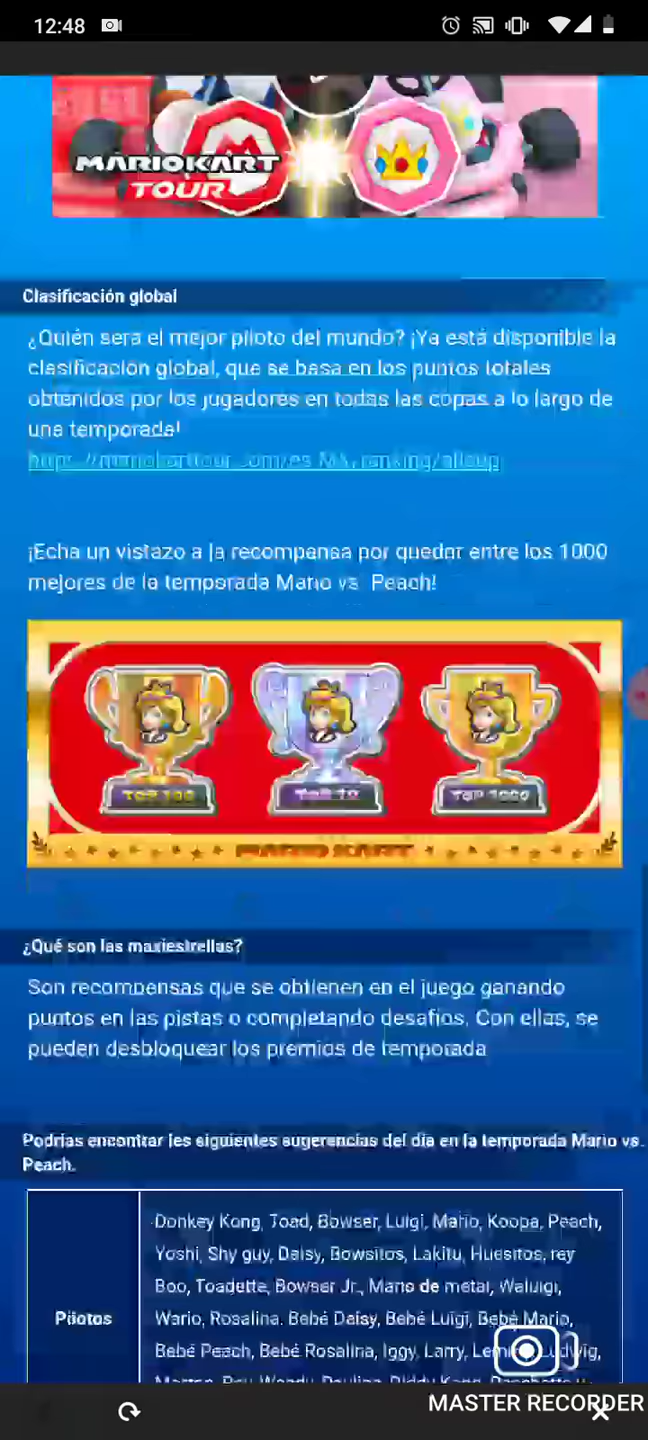 12:48
MARIOKART
TOUR
Clasificación global
¿Quién será el mejor piloto del mundo? ¡Ya está disponible la
clasificación global, que se basa en los puntos totales
obtenidos por los jugadores en todas las copas a lo largo de
una temporada!
¡Echa un vistazo a la recompensa por quedar entre los 1000
mejores de la temporada Mario vs. Peach!
TOP 100 TOP 10 TOP 1000
MARIO KART
¿Qué son las maxiestrellas?
Son recompensas que se obtienen en el juego ganando
puntos en las pistas o completando desafíos. Con ellas, se
pueden desbloquear los premios de temporada
Podrías encontrar les siguientes sugerencias del día en la temporada Mario vs.
Peach.
Donkey Kong, Toad, Bowser, Luigi, Mario, Koopa, Peach,
Yoshi, Shy guy, Daisy, Bowsitos, Lakitu, Huesitos, rey
Boo, Toadette, Bowser Jr., Mario de metal, Waluigi,
Pilotos
Wario, Rosalina. Bebé Daisy, Bebé Luigi, Bebé Mario,
Bebé Peach, Bebé Rosalina, Iggy, Larry, Ludwig,
MASTER RECORDER